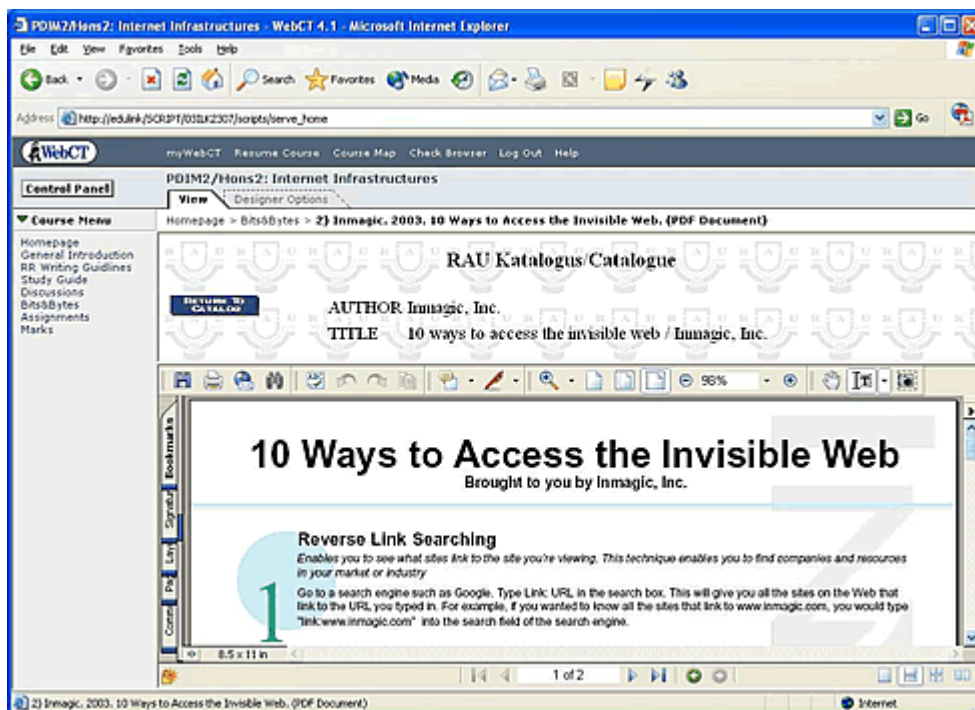 PDIM2/Hons2: Internet Infrastructures - WebCT 4.1 - Microsoft Internet Explorer
File Edit View Favorites Tools Help
Back Search Favorites Media
Address http://edulink/SCRIPT/03ILK2307/scripts/serve_home Go
WebCT myWebCT Resume Course Course Map Check Browser Log Out Help
Control Panel
PDIM2/Hons2: Internet Infrastructures
View Designer Options
Course Menu
Homepage > Bits&Bytes > 2) Inmagic. 2003. 10 Ways to Access the Invisible Web. (PDF Document)
Homepage
General Introduction
RR Writing Guidlines
Study Guide
Discussions
Bits&Bytes
Assignments
Marks
RAU Katalogus/Catalogue
RETURN TO
CATALOG
AUTHOR Inmagic, Inc.
TITLE 10 ways to access the invisible web / Inmagic, Inc.
98%
Bookmarks
Signatur
Lay
Pa
Comm
10 Ways to Access the Invisible Web
Brought to you by Inmagic, Inc.
1
Reverse Link Searching
Enables you to see what sites link to the site you're viewing. This technique enables you to find companies and resources
in your market or industry
Go to a search engine such as Google. Type Link: URL in the search box. This will give you all the sites on the Web that
link to the URL you typed in. For example, if you wanted to know all the sites that link to www.inmagic.com, you would type
"link:www.inmagic.com" into the search field of the search engine.
8.5 x 11 in
1 of 2
2) Inmagic. 2003. 10 Ways to Access the Invisible Web. (PDF Document) Internet